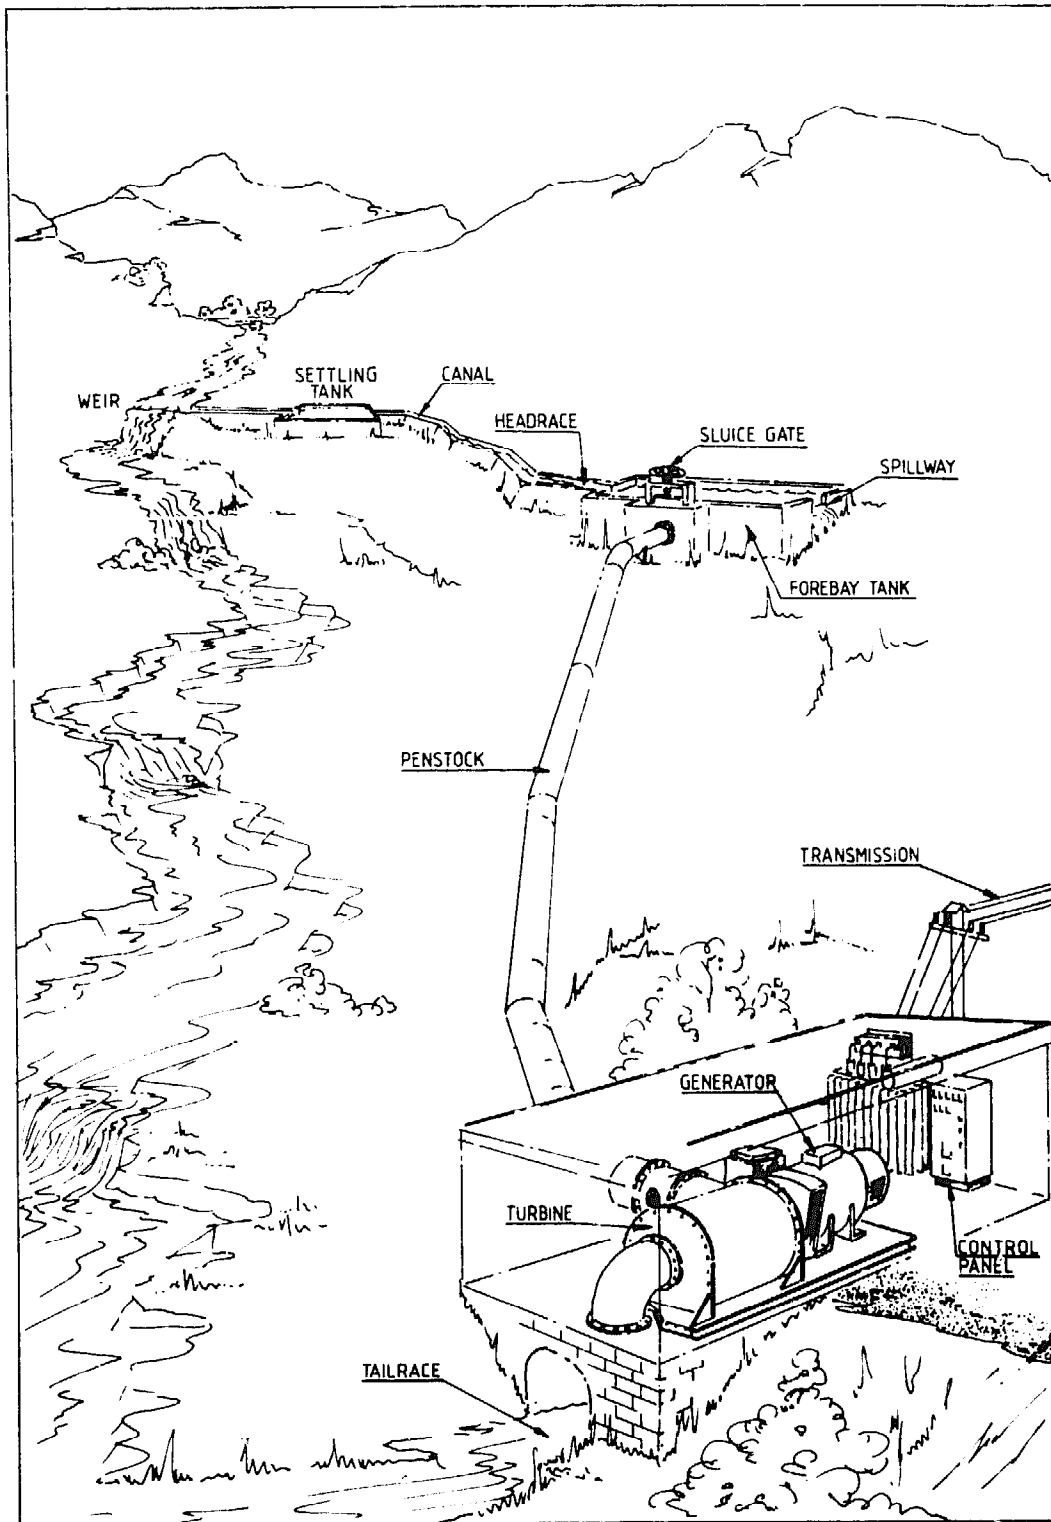 WEIR
SETTLING
TANK
CANAL
HEADRACE
SLUICE GATE
SPILLWAY
FOREBAY TANK
PENSTOCK
TRANSMISSION
GENERATOR
TURBINE
CONTROL
PANEL
TAILRACE